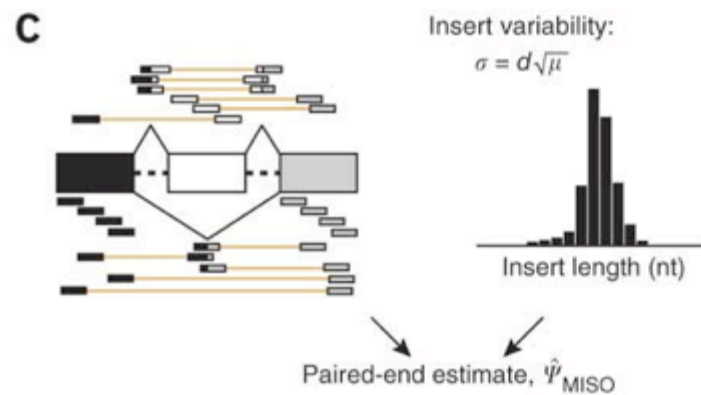 C
Insert variability:
σ = d√μ
Insert length (nt)
Paired-end estimate, Ψ̂MISO